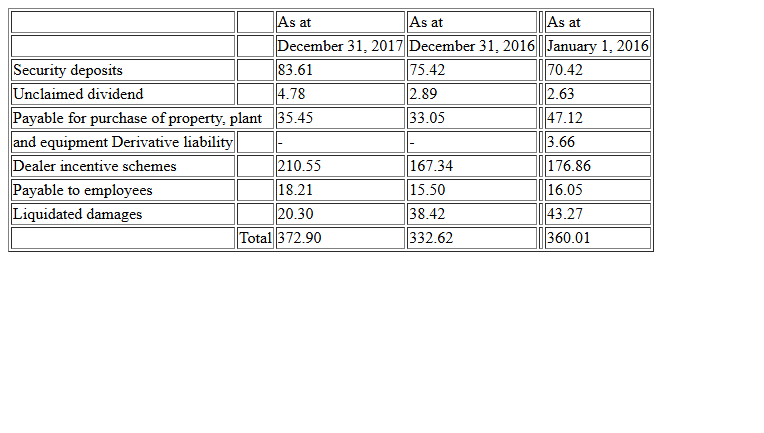 As at As at As at
December 31, 2017 December 31, 2016 January 1, 2016
Security deposits 83.61 75.42 70.42
Unclaimed dividend 4.78 2.89 2.63
Payable for purchase of property, plant 35.45 33.05 47.12
and equipment Derivative liability - - 3.66
Dealer incentive schemes 210.55 167.34 176.86
Payable to employees 18.21 15.50 16.05
Liquidated damages 20.30 38.42 43.27
Total 372.90 332.62 360.01